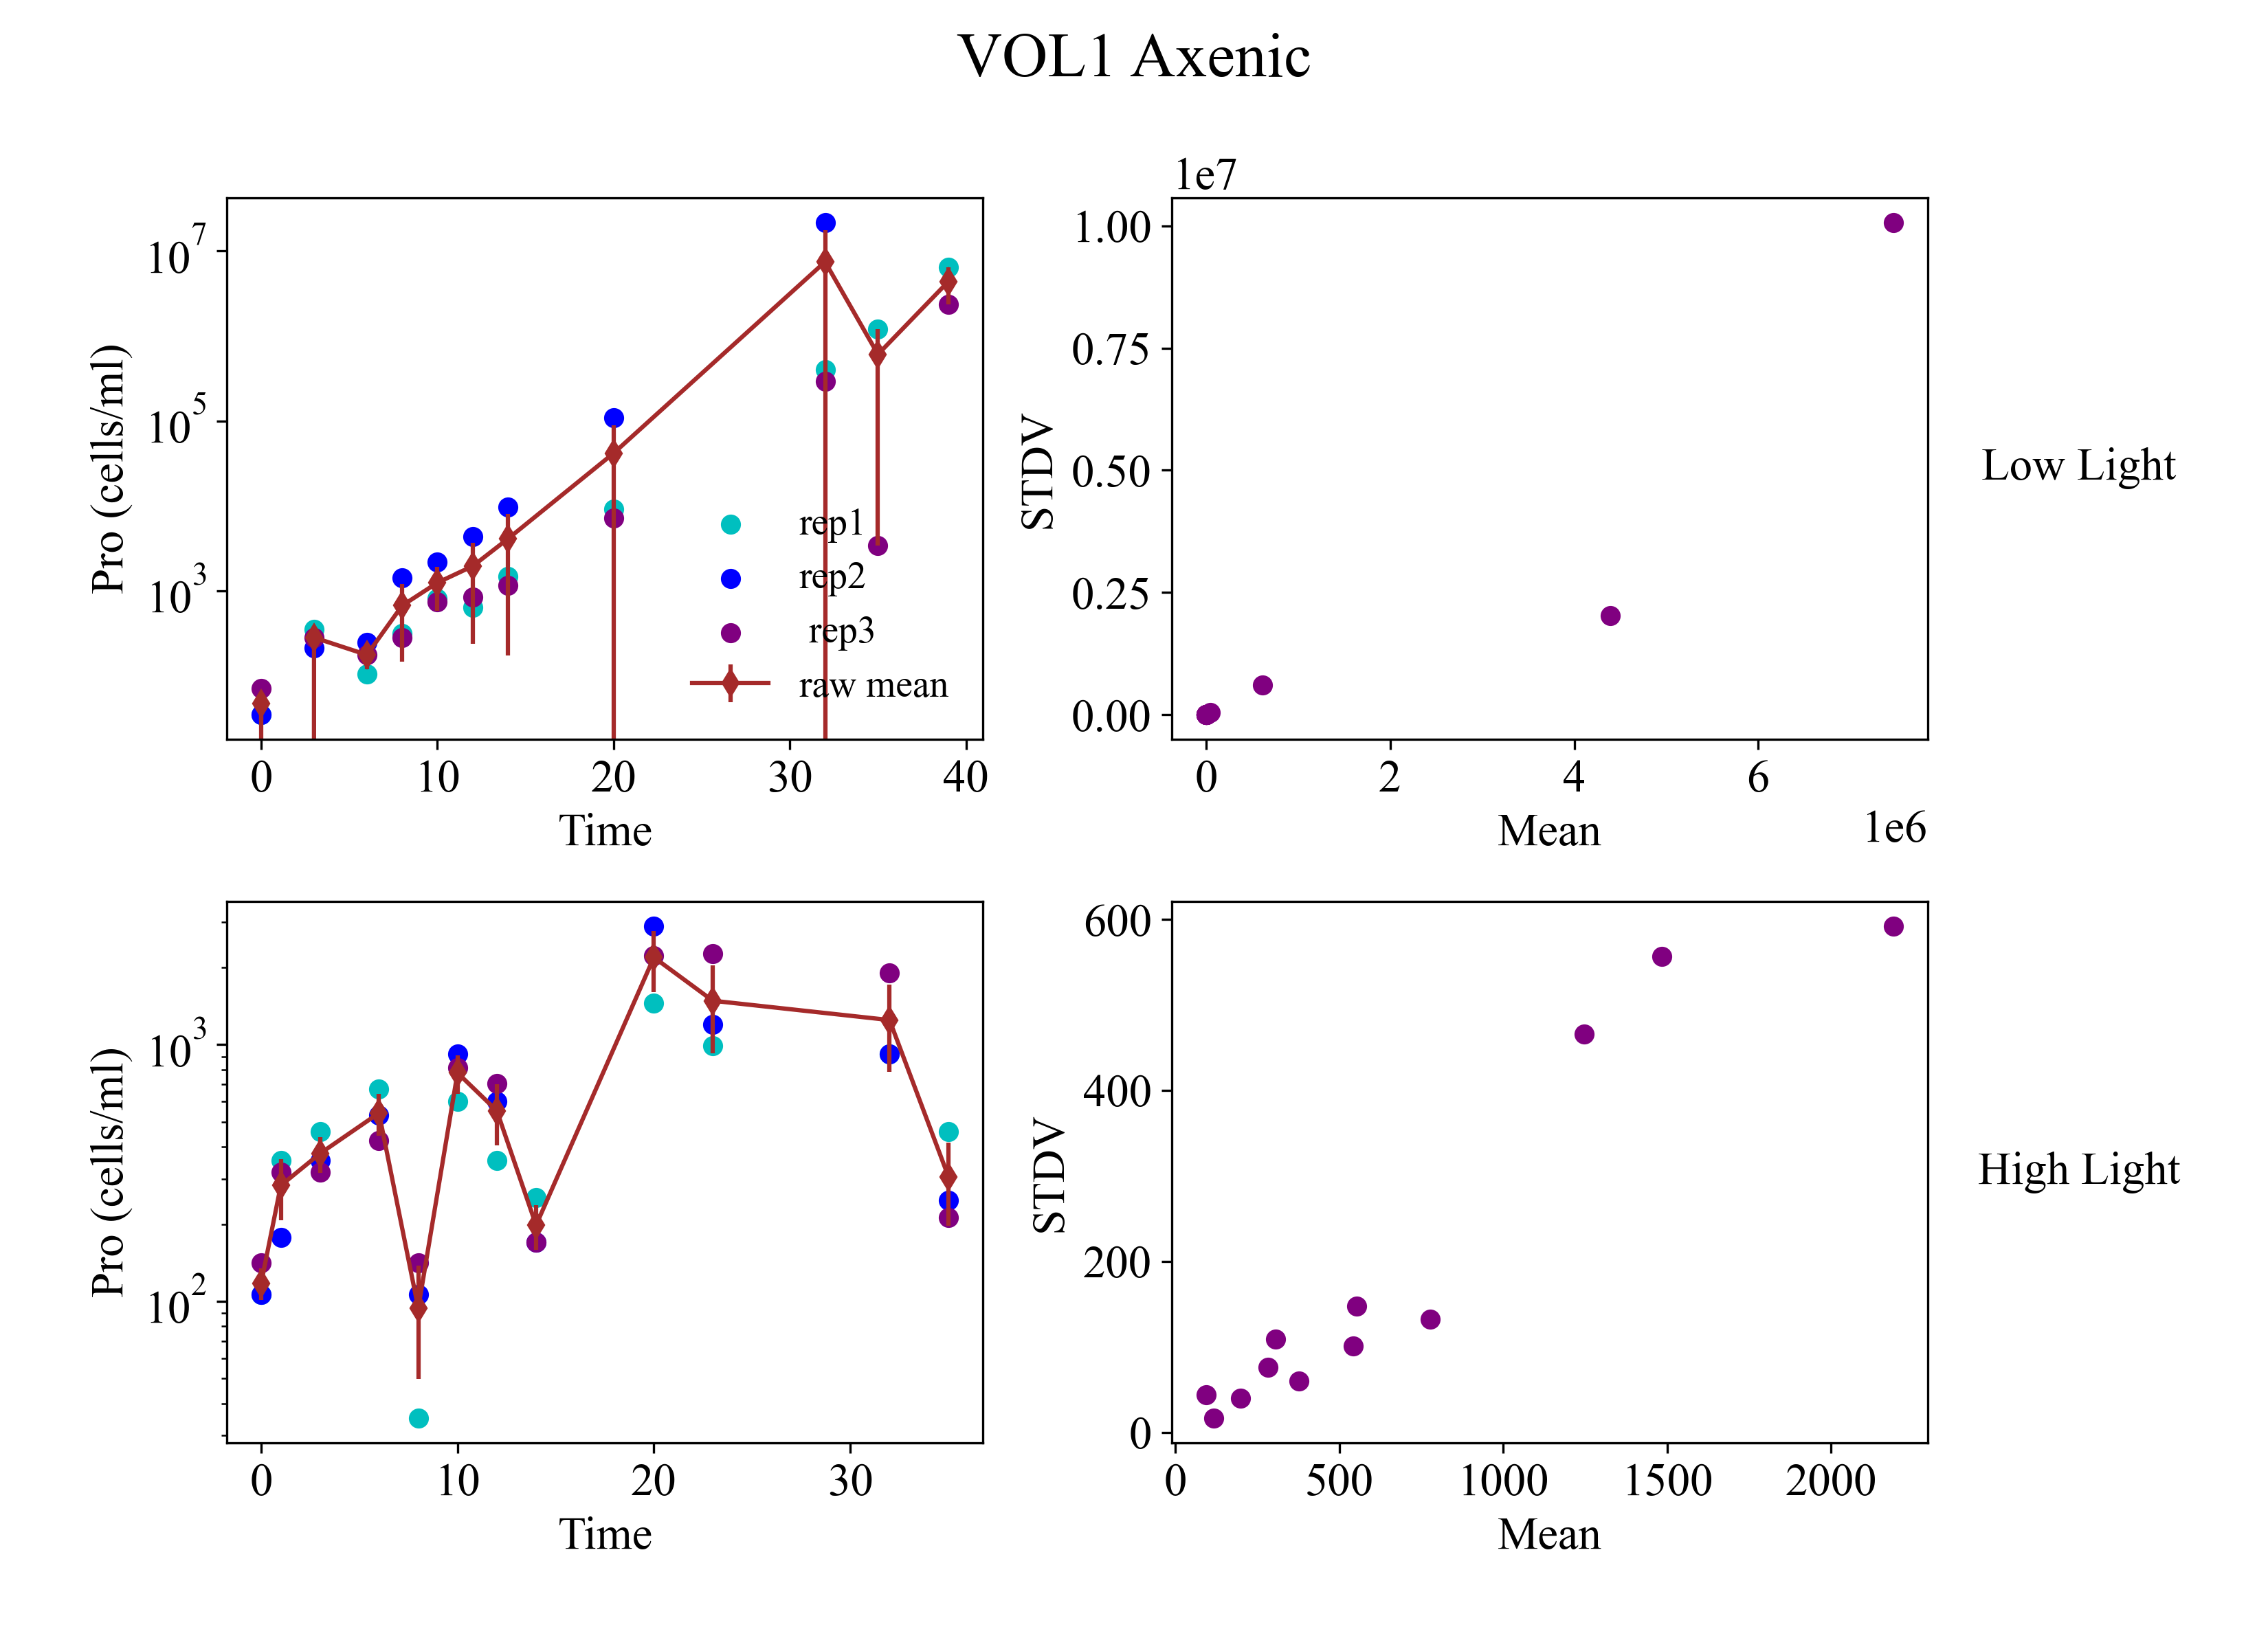 VOL1 Axenic
1e7
10^7
10^5
10^3
Pro (cells/ml)
0 10 20 30 40
Time
rep1
rep2
rep3
raw mean
1.00
0.75
0.50
0.25
0.00
STDV
0 2 4 6
Mean
1e6
Low Light
10^3
10^2
Pro (cells/ml)
0 10 20 30
Time
600
400
200
0
STDV
0 500 1000 1500 2000
Mean
High Light